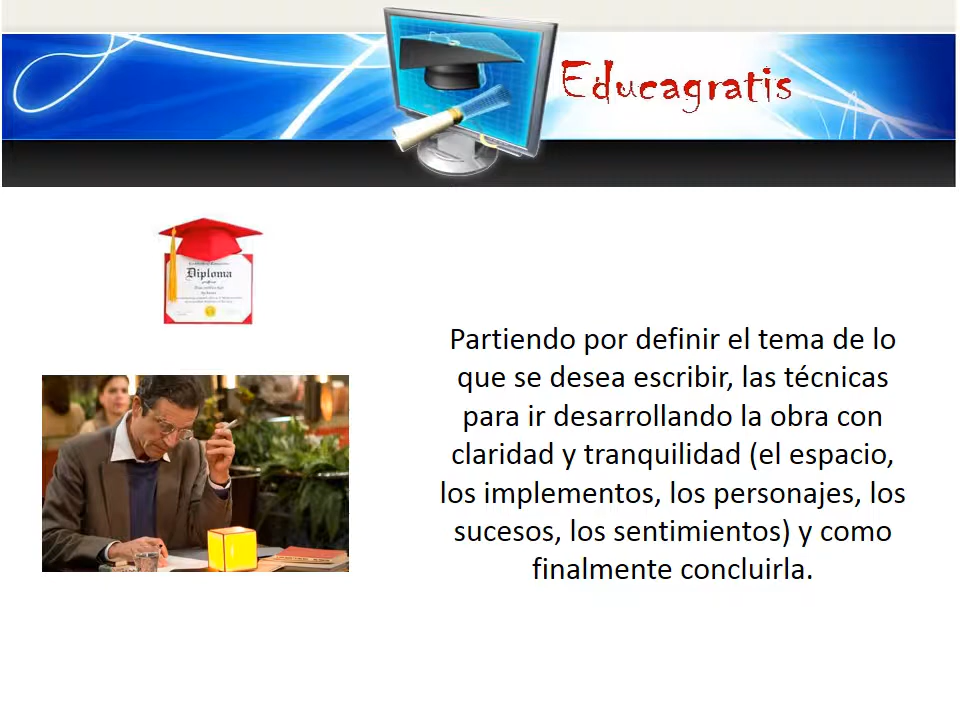 Educagratis
Diploma
Partiendo por definir el tema de lo
que se desea escribir, las técnicas
para ir desarrollando la obra con
claridad y tranquilidad (el espacio,
los implementos, los personajes, los
sucesos, los sentimientos) y como
finalmente concluirla.